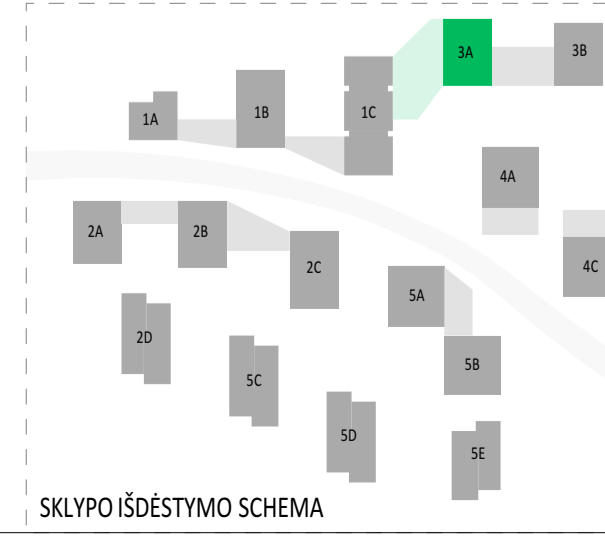 3A
3B
1A
1B
1C
4A
2A
2B
2C
4C
5A
2D
5B
5C
5D
5E
SKLYPO IŠDĖSTYMO SCHEMA